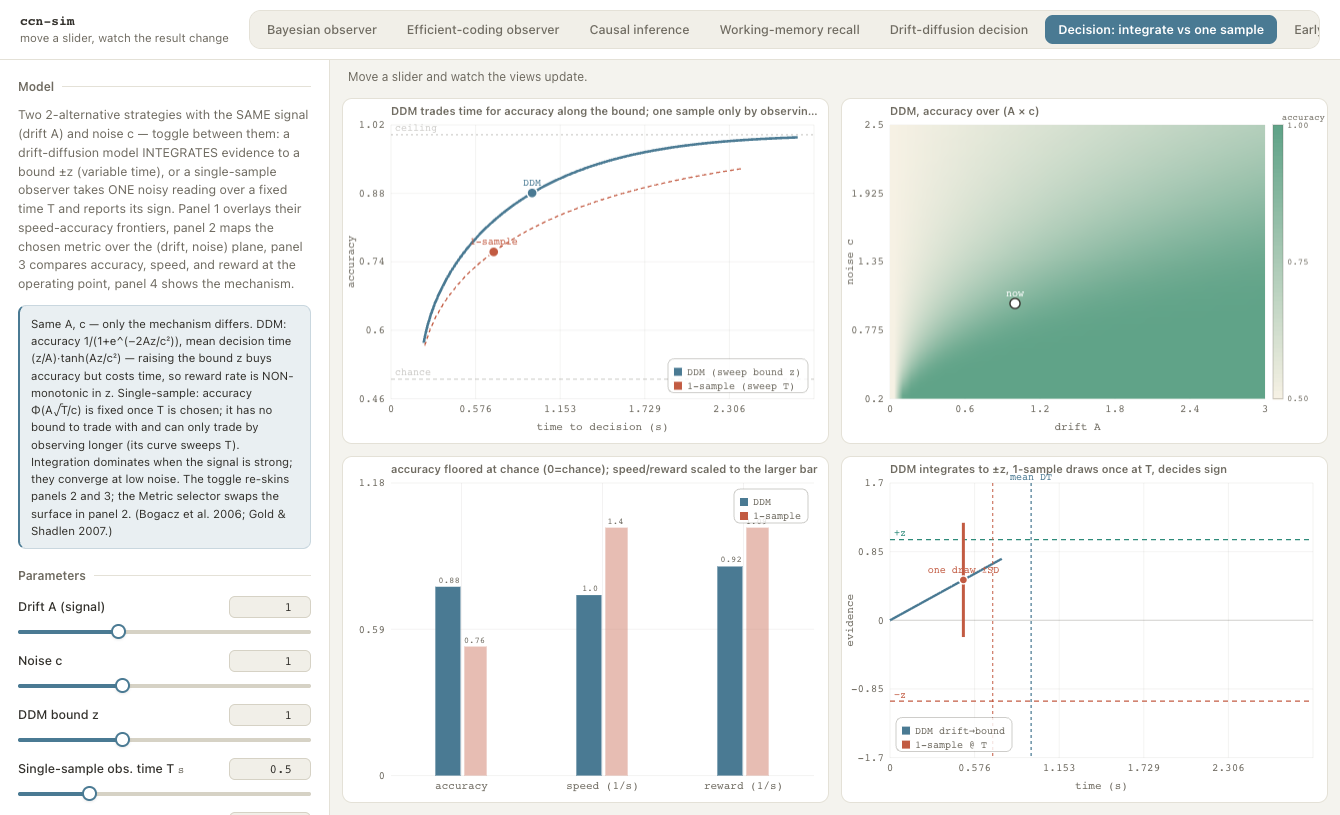 ccn-sim
move a slider, watch the result change
Bayesian observer
Efficient-coding observer
Causal inference
Working-memory recall
Drift-diffusion decision
Decision: integrate vs one sample
Early
Model
Two 2-alternative strategies with the SAME signal
(drift A) and noise c — toggle between them: a
drift-diffusion model INTEGRATES evidence to a
bound ±z (variable time), or a single-sample
observer takes ONE noisy reading over a fixed
time T and reports its sign. Panel 1 overlays their
speed-accuracy frontiers, panel 2 maps the
chosen metric over the (drift, noise) plane, panel
3 compares accuracy, speed, and reward at the
operating point, panel 4 shows the mechanism.
Same A, c — only the mechanism differs. DDM:
accuracy 1/(1+e^(−2Az/c²)), mean decision time
(z/A)·tanh(Az/c²) — raising the bound z buys
accuracy but costs time, so reward rate is NON-
monotonic in z. Single-sample: accuracy
Φ(A√T/c) is fixed once T is chosen; it has no
bound to trade with and can only trade by
observing longer (its curve sweeps T).
Integration dominates when the signal is strong;
they converge at low noise. The toggle re-skins
panels 2 and 3; the Metric selector swaps the
surface in panel 2. (Bogacz et al. 2006; Gold &
Shadlen 2007.)
Parameters
Drift A (signal) 1
Noise c 1
DDM bound z 1
Single-sample obs. time T s 0.5
Move a slider and watch the views update.
DDM trades time for accuracy along the bound; one sample only by observin…
1.02
0.88
0.74
0.6
0.46
accuracy
ceiling
DDM
1-sample
chance
DDM (sweep bound z)
1-sample (sweep T)
0 0.576 1.153 1.729 2.306
time to decision (s)
DDM, accuracy over (A × c)
accuracy
2.5
1.925
1.35
0.775
0.2
noise c
now
1.00
0.75
0.50
0 0.6 1.2 1.8 2.4 3
drift A
accuracy floored at chance (0=chance); speed/reward scaled to the larger bar
1.18
0.59
0
DDM
1-sample
0.88
0.76
1.0
1.4
0.92
accuracy speed (1/s) reward (1/s)
DDM integrates to ±z, 1-sample draws once at T, decides sign
mean DT
1.7
0.85
0
−0.85
−1.7
evidence
+z
one draw ±SD
−z
DDM drift→bound
1-sample @ T
0 0.576 1.153 1.729 2.306
time (s)